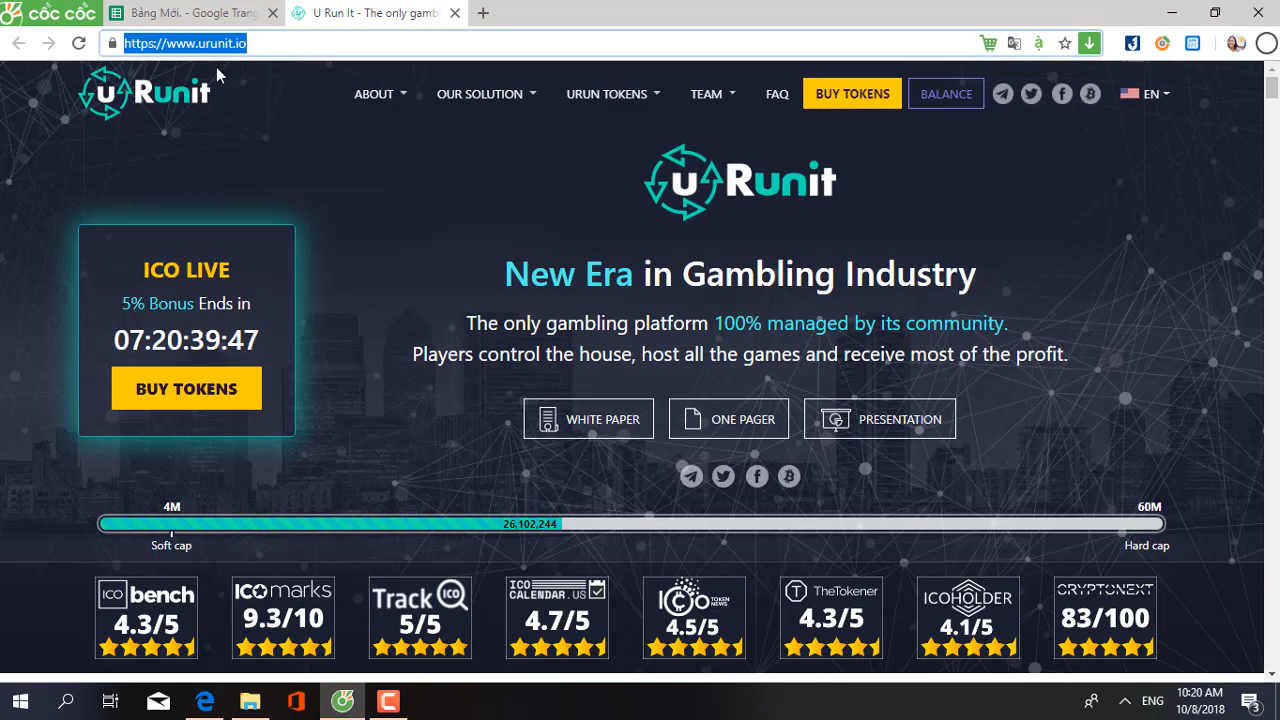 cốc cốc
Bảng Mới. - Google Trang
U Run It - The only gambl
https://www.urunit.io
uRunit
ABOUT
OUR SOLUTION
URUN TOKENS
TEAM
FAQ
BUY TOKENS
BALANCE
EN
uRunit
ICO LIVE
5% Bonus Ends in
07:20:39:47
BUY TOKENS
New Era in Gambling Industry
The only gambling platform 100% managed by its community.
Players control the house, host all the games and receive most of the profit.
WHITE PAPER
ONE PAGER
PRESENTATION
4M
60M
26,102,244
Soft cap
Hard cap
ICO bench
4.3/5
ICOmarks
9.3/10
Track ICO
5/5
ICO
CALENDAR.US
4.7/5
ICO TOKEN
NEWS
4.5/5
TheTokener
4.3/5
ICOHOLDER
4.1/5
CRYPTONEXT
83/100
ENG
10:20 AM
10/8/2018
3